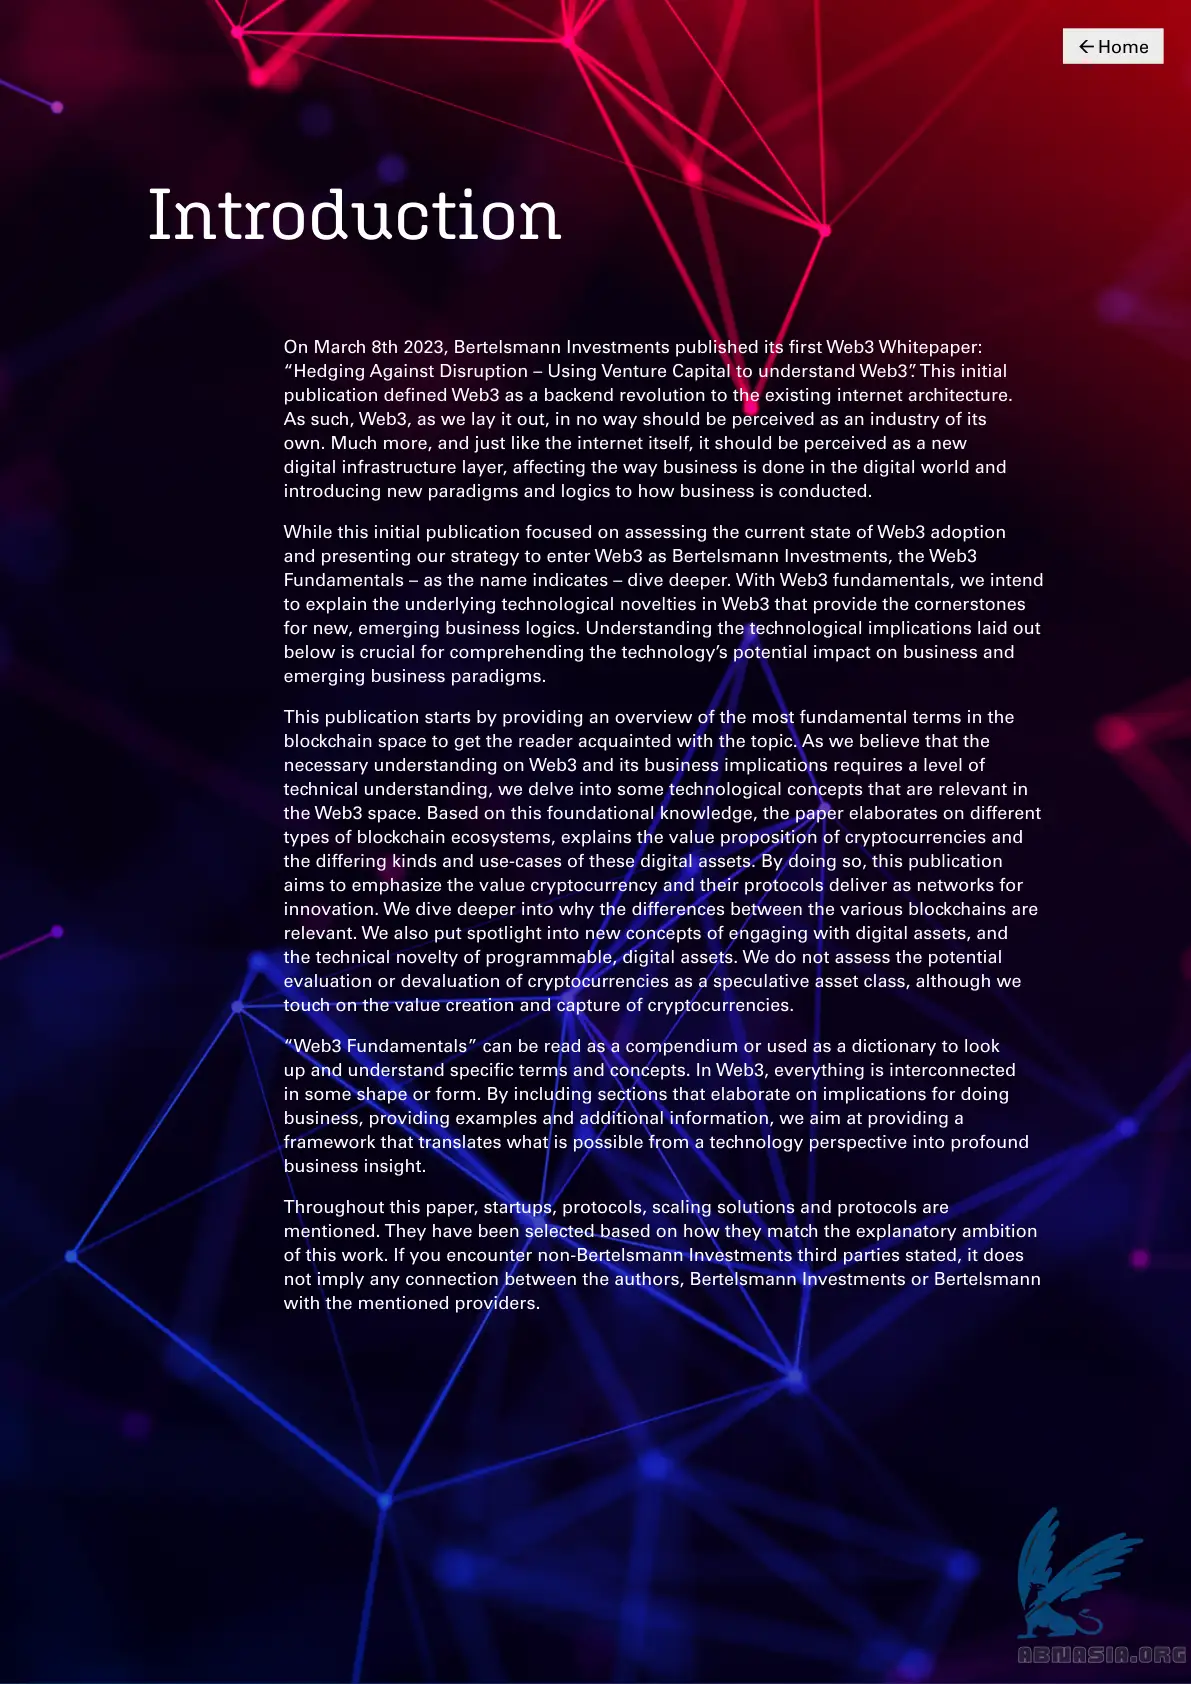 ← Home
Introduction
On March 8th 2023, Bertelsmann Investments published its first Web3 Whitepaper:
“Hedging Against Disruption – Using Venture Capital to understand Web3”. This initial
publication defined Web3 as a backend revolution to the existing internet architecture.
As such, Web3, as we lay it out, in no way should be perceived as an industry of its
own. Much more, and just like the internet itself, it should be perceived as a new
digital infrastructure layer, affecting the way business is done in the digital world and
introducing new paradigms and logics to how business is conducted.
While this initial publication focused on assessing the current state of Web3 adoption
and presenting our strategy to enter Web3 as Bertelsmann Investments, the Web3
Fundamentals – as the name indicates – dive deeper. With Web3 fundamentals, we intend
to explain the underlying technological novelties in Web3 that provide the cornerstones
for new, emerging business logics. Understanding the technological implications laid out
below is crucial for comprehending the technology’s potential impact on business and
emerging business paradigms.
This publication starts by providing an overview of the most fundamental terms in the
blockchain space to get the reader acquainted with the topic. As we believe that the
necessary understanding on Web3 and its business implications requires a level of
technical understanding, we delve into some technological concepts that are relevant in
the Web3 space. Based on this foundational knowledge, the paper elaborates on different
types of blockchain ecosystems, explains the value proposition of cryptocurrencies and
the differing kinds and use-cases of these digital assets. By doing so, this publication
aims to emphasize the value cryptocurrency and their protocols deliver as networks for
innovation. We dive deeper into why the differences between the various blockchains are
relevant. We also put spotlight into new concepts of engaging with digital assets, and
the technical novelty of programmable, digital assets. We do not assess the potential
evaluation or devaluation of cryptocurrencies as a speculative asset class, although we
touch on the value creation and capture of cryptocurrencies.
“Web3 Fundamentals” can be read as a compendium or used as a dictionary to look
up and understand specific terms and concepts. In Web3, everything is interconnected
in some shape or form. By including sections that elaborate on implications for doing
business, providing examples and additional information, we aim at providing a
framework that translates what is possible from a technology perspective into profound
business insight.
Throughout this paper, startups, protocols, scaling solutions and protocols are
mentioned. They have been selected based on how they match the explanatory ambition
of this work. If you encounter non-Bertelsmann Investments third parties stated, it does
not imply any connection between the authors, Bertelsmann Investments or Bertelsmann
with the mentioned providers.
ABNASIA.ORG